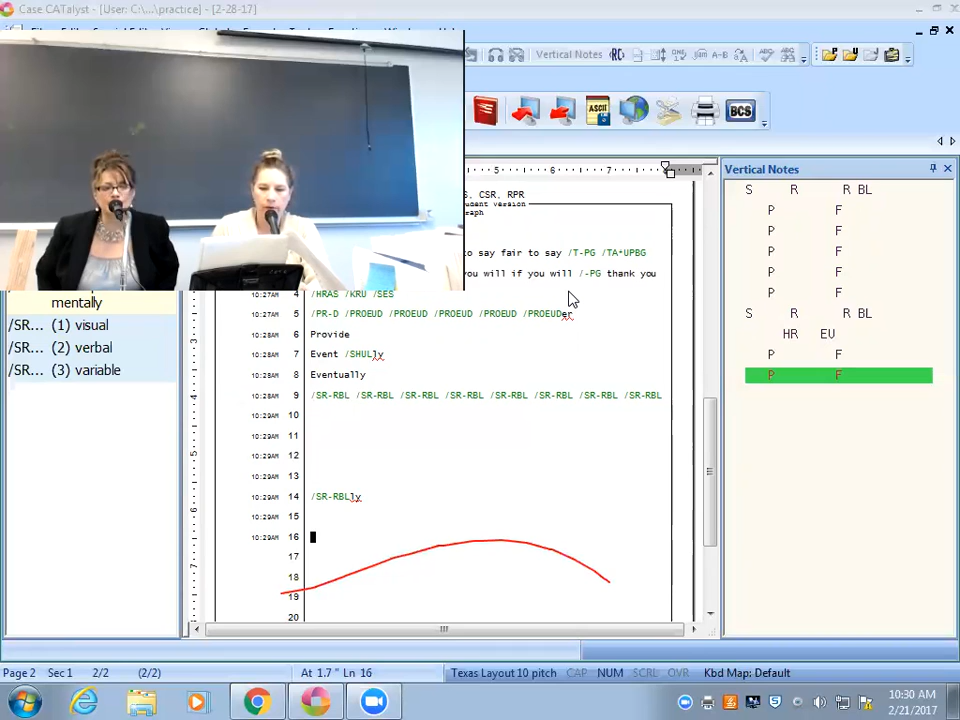 Case CATalyst - [User: C:\...\practice] - [2-28-17]
Vertical Notes
ASCII
BCS
5 6 7
S, CSR, RPR
udent version
graph
o to say fair to say /T-PG /TA*UPBG
you will if you will /-PG thank you
10:27AM 4 /HRAS /KRU /SES
10:27AM 5 /PR-D /PROEUD /PROEUD /PROEUD /PROEUD /PROEUDer
10:28AM 6 Provide
10:28AM 7 Event /SHULly
10:28AM 8 Eventually
10:28AM 9 /SR-RBL /SR-RBL /SR-RBL /SR-RBL /SR-RBL /SR-RBL /SR-RBL /SR-RBL
10:29AM 10
10:29AM 11
10:29AM 12
10:29AM 13
10:29AM 14 /SR-RBLly
10:29AM 15
10:29AM 16
17
18
19
20
mentally
/SR... (1) visual
/SR... (2) verbal
/SR... (3) variable
Vertical Notes
S R R BL
P F
P F
P F
P F
P F
S R R BL
HR EU
P F
P F
Page 2 Sec 1 2/2 (2/2) At 1.7" Ln 16 Texas Layout 10 pitch CAP NUM SCRL OVR Kbd Map: Default
10:30 AM
2/21/2017